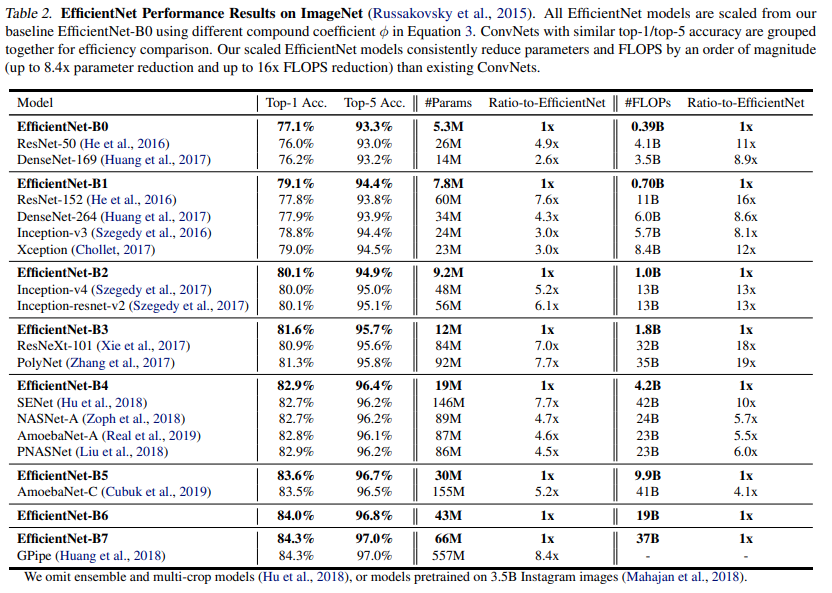 Table 2. EfficientNet Performance Results on ImageNet (Russakovsky et al., 2015). All EfficientNet models are scaled from our
baseline EfficientNet-B0 using different compound coefficient ϕ in Equation 3. ConvNets with similar top-1/top-5 accuracy are grouped
together for efficiency comparison. Our scaled EfficientNet models consistently reduce parameters and FLOPS by an order of magnitude
(up to 8.4x parameter reduction and up to 16x FLOPS reduction) than existing ConvNets.
Model Top-1 Acc. Top-5 Acc. #Params Ratio-to-EfficientNet #FLOPs Ratio-to-EfficientNet
EfficientNet-B0 77.1% 93.3% 5.3M 1x 0.39B 1x
ResNet-50 (He et al., 2016) 76.0% 93.0% 26M 4.9x 4.1B 11x
DenseNet-169 (Huang et al., 2017) 76.2% 93.2% 14M 2.6x 3.5B 8.9x
EfficientNet-B1 79.1% 94.4% 7.8M 1x 0.70B 1x
ResNet-152 (He et al., 2016) 77.8% 93.8% 60M 7.6x 11B 16x
DenseNet-264 (Huang et al., 2017) 77.9% 93.9% 34M 4.3x 6.0B 8.6x
Inception-v3 (Szegedy et al., 2016) 78.8% 94.4% 24M 3.0x 5.7B 8.1x
Xception (Chollet, 2017) 79.0% 94.5% 23M 3.0x 8.4B 12x
EfficientNet-B2 80.1% 94.9% 9.2M 1x 1.0B 1x
Inception-v4 (Szegedy et al., 2017) 80.0% 95.0% 48M 5.2x 13B 13x
Inception-resnet-v2 (Szegedy et al., 2017) 80.1% 95.1% 56M 6.1x 13B 13x
EfficientNet-B3 81.6% 95.7% 12M 1x 1.8B 1x
ResNeXt-101 (Xie et al., 2017) 80.9% 95.6% 84M 7.0x 32B 18x
PolyNet (Zhang et al., 2017) 81.3% 95.8% 92M 7.7x 35B 19x
EfficientNet-B4 82.9% 96.4% 19M 1x 4.2B 1x
SENet (Hu et al., 2018) 82.7% 96.2% 146M 7.7x 42B 10x
NASNet-A (Zoph et al., 2018) 82.7% 96.2% 89M 4.7x 24B 5.7x
AmoebaNet-A (Real et al., 2019) 82.8% 96.1% 87M 4.6x 23B 5.5x
PNASNet (Liu et al., 2018) 82.9% 96.2% 86M 4.5x 23B 6.0x
EfficientNet-B5 83.6% 96.7% 30M 1x 9.9B 1x
AmoebaNet-C (Cubuk et al., 2019) 83.5% 96.5% 155M 5.2x 41B 4.1x
EfficientNet-B6 84.0% 96.8% 43M 1x 19B 1x
EfficientNet-B7 84.3% 97.0% 66M 1x 37B 1x
GPipe (Huang et al., 2018) 84.3% 97.0% 557M 8.4x - -
We omit ensemble and multi-crop models (Hu et al., 2018), or models pretrained on 3.5B Instagram images (Mahajan et al., 2018).